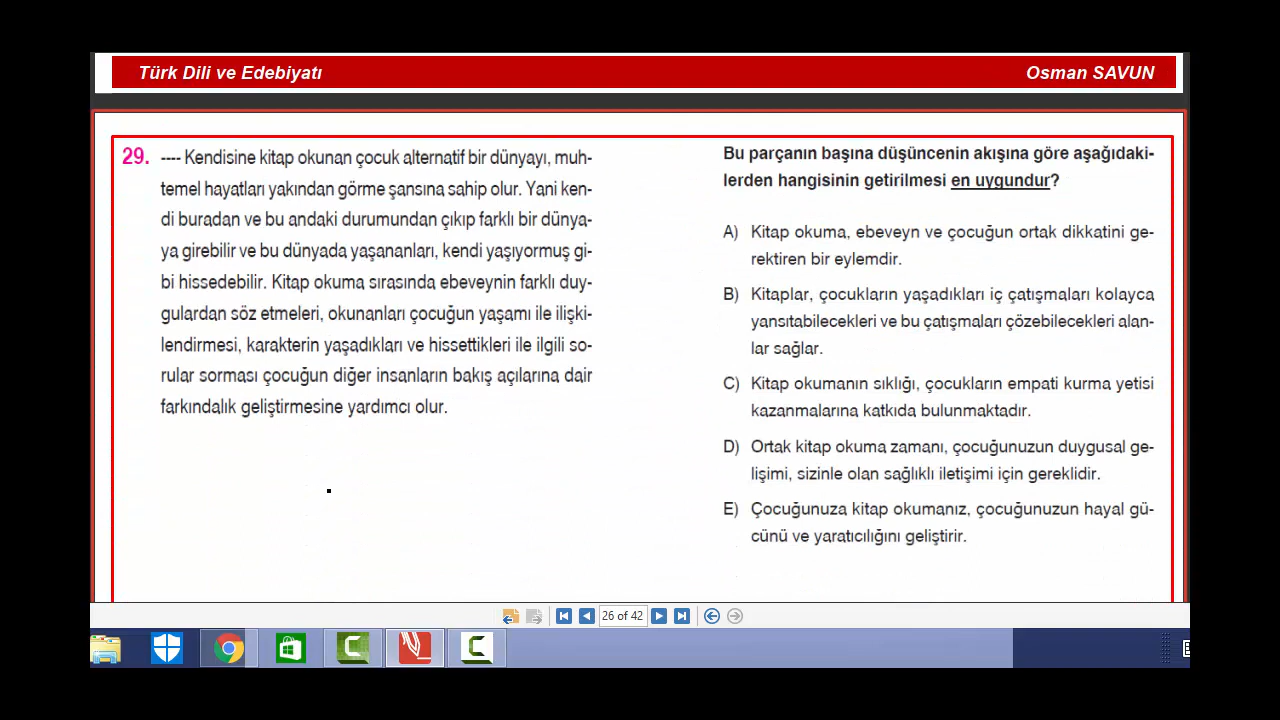 Türk Dili ve Edebiyatı
Osman SAVUN
29. ---- Kendisine kitap okunan çocuk alternatif bir dünyayı, muh-
temel hayatları yakından görme şansına sahip olur. Yani ken-
di buradan ve bu andaki durumundan çıkıp farklı bir dünya-
ya girebilir ve bu dünyada yaşananları, kendi yaşıyormuş gi-
bi hissedebilir. Kitap okuma sırasında ebeveynin farklı duy-
gulardan söz etmeleri, okunanları çocuğun yaşamı ile ilişki-
lendirmesi, karakterin yaşadıkları ve hissettikleri ile ilgili so-
rular sorması çocuğun diğer insanların bakış açılarına dair
farkındalık geliştirmesine yardımcı olur.
Bu parçanın başına düşüncenin akışına göre aşağıdaki-
lerden hangisinin getirilmesi en uygundur?
A) Kitap okuma, ebeveyn ve çocuğun ortak dikkatini ge-
rektiren bir eylemdir.
B) Kitaplar, çocukların yaşadıkları iç çatışmaları kolayca
yansıtabilecekleri ve bu çatışmaları çözebilecekleri alan-
lar sağlar.
C) Kitap okumanın sıklığı, çocukların empati kurma yetisi
kazanmalarına katkıda bulunmaktadır.
D) Ortak kitap okuma zamanı, çocuğunuzun duygusal ge-
lişimi, sizinle olan sağlıklı iletişimi için gereklidir.
E) Çocuğunuza kitap okumanız, çocuğunuzun hayal gü-
cünü ve yaratıcılığını geliştirir.
26 of 42